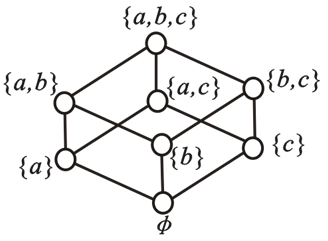 {a,b,c}
{a,b}
{a,c}
{b,c}
{a}
{b}
{c}
ϕ